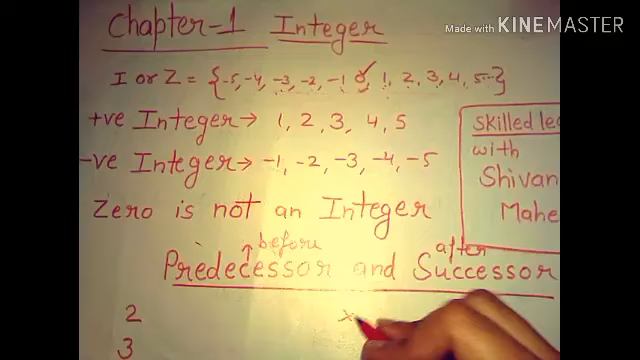 Made with KINEMASTER
Chapter-1 Integer
I or Z = {-5, -4, -3, -2, -1 0, 1, 2, 3, 4, 5...}
+ve Integer → 1, 2, 3, 4, 5
-ve Integer → -1, -2, -3, -4, -5
Skilled
with
Shivan
Mahe
Zero is not an Integer
before after
Predecessor and Successor
2
3